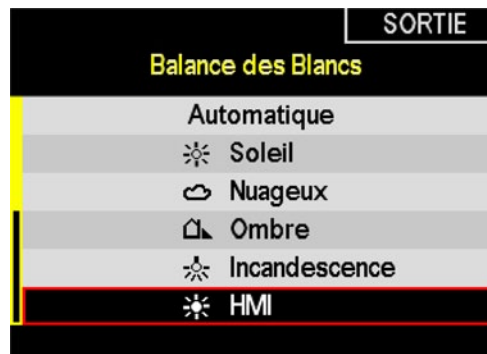 SORTIE
Balance des Blancs
Automatique
Soleil
Nuageux
Ombre
Incandescence
HMI